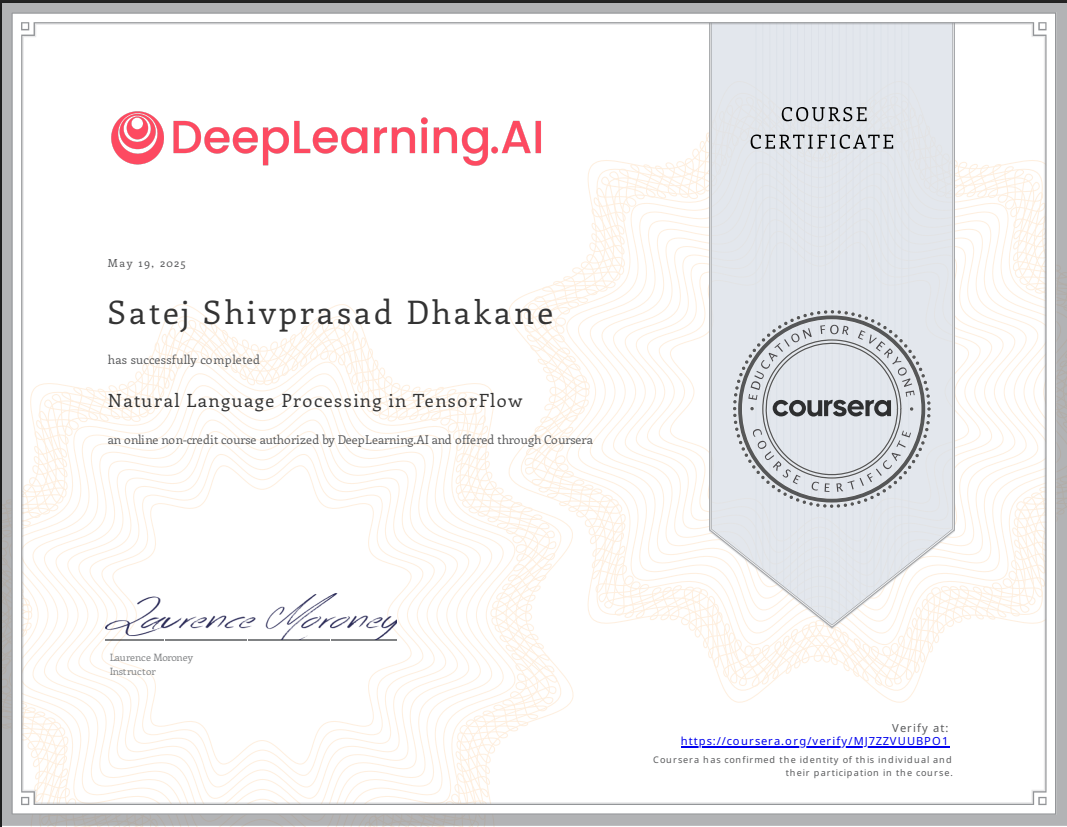 DeepLearning.AI
COURSE
CERTIFICATE
May 19, 2025
Satej Shivprasad Dhakane
has successfully completed
Natural Language Processing in TensorFlow
an online non-credit course authorized by DeepLearning.AI and offered through Coursera
EDUCATION FOR EVERYONE
coursera
COURSE CERTIFICATE
Laurence Moroney
Laurence Moroney
Instructor
Verify at:
https://coursera.org/verify/MJ7ZZVUUBPO1
Coursera has confirmed the identity of this individual and
their participation in the course.